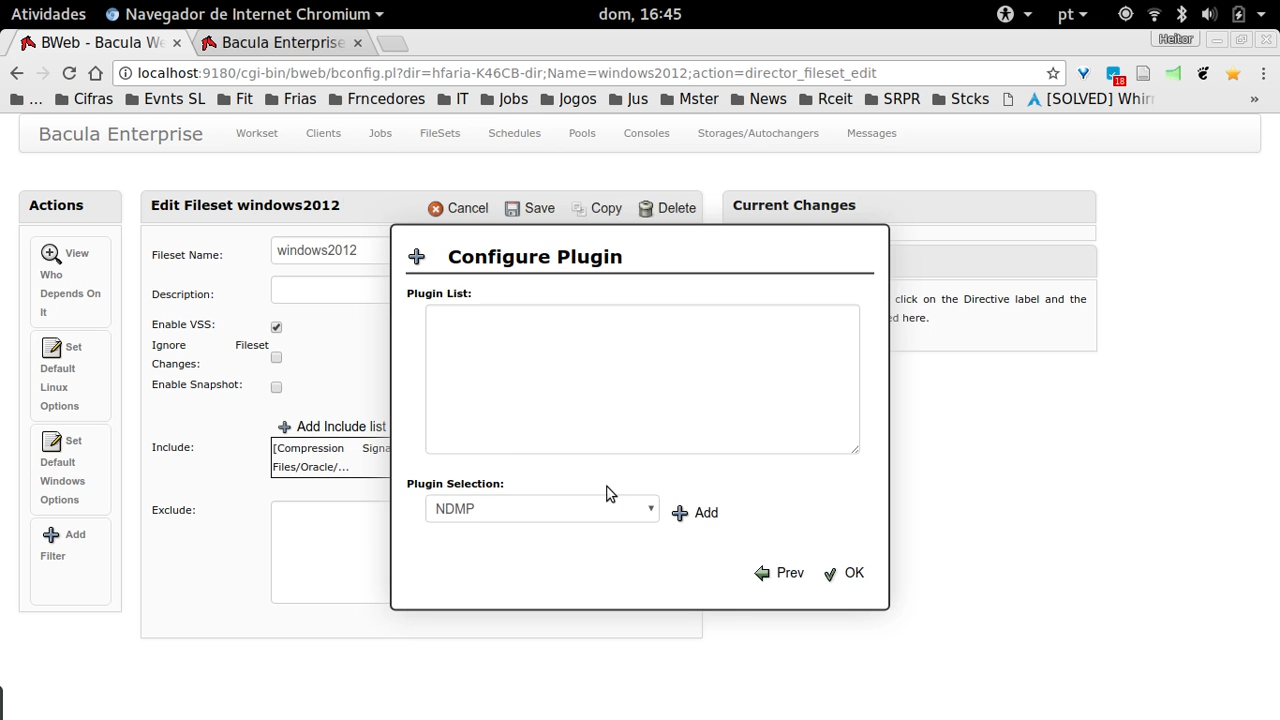 Atividades Navegador de Internet Chromium dom, 16:45 pt
BWeb - Bacula We Bacula Enterprise Heitor
localhost:9180/cgi-bin/bweb/bconfig.pl?dir=hfaria-K46CB-dir;Name=windows2012;action=director_fileset_edit 18
... Cifras Evnts SL Fit Frias Frncedores IT Jobs Jogos Jus Mster News Rceit SRPR Stcks [SOLVED] Whir »
Bacula Enterprise Workset Clients Jobs FileSets Schedules Pools Consoles Storages/Autochangers Messages
Actions
View
Who
Depends On
It
Set
Default
Linux
Options
Set
Default
Windows
Options
Add
Filter
Edit Fileset windows2012 Cancel Save Copy Delete
Fileset Name: windows2012
Description:
Enable VSS:
Ignore Fileset
Changes:
Enable Snapshot:
Add Include list
Include: [Compression Signa
Files/Oracle/...
Exclude:
Configure Plugin
Plugin List:
Plugin Selection:
NDMP Add
Prev OK
Current Changes
click on the Directive label and the
here.